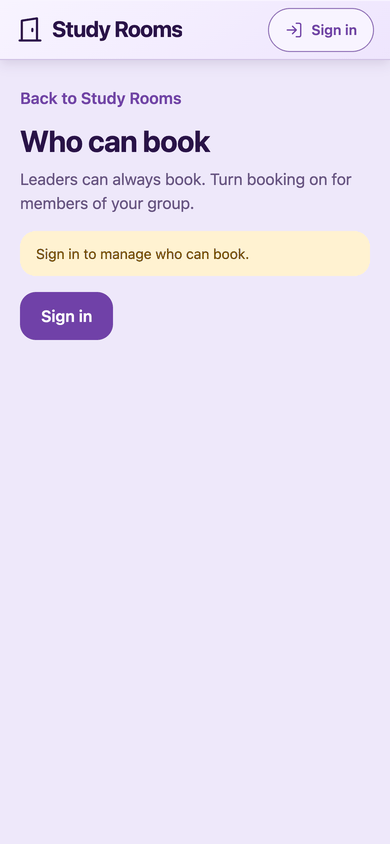 Study Rooms
Sign in
Back to Study Rooms
Who can book
Leaders can always book. Turn booking on for
members of your group.
Sign in to manage who can book.
Sign in